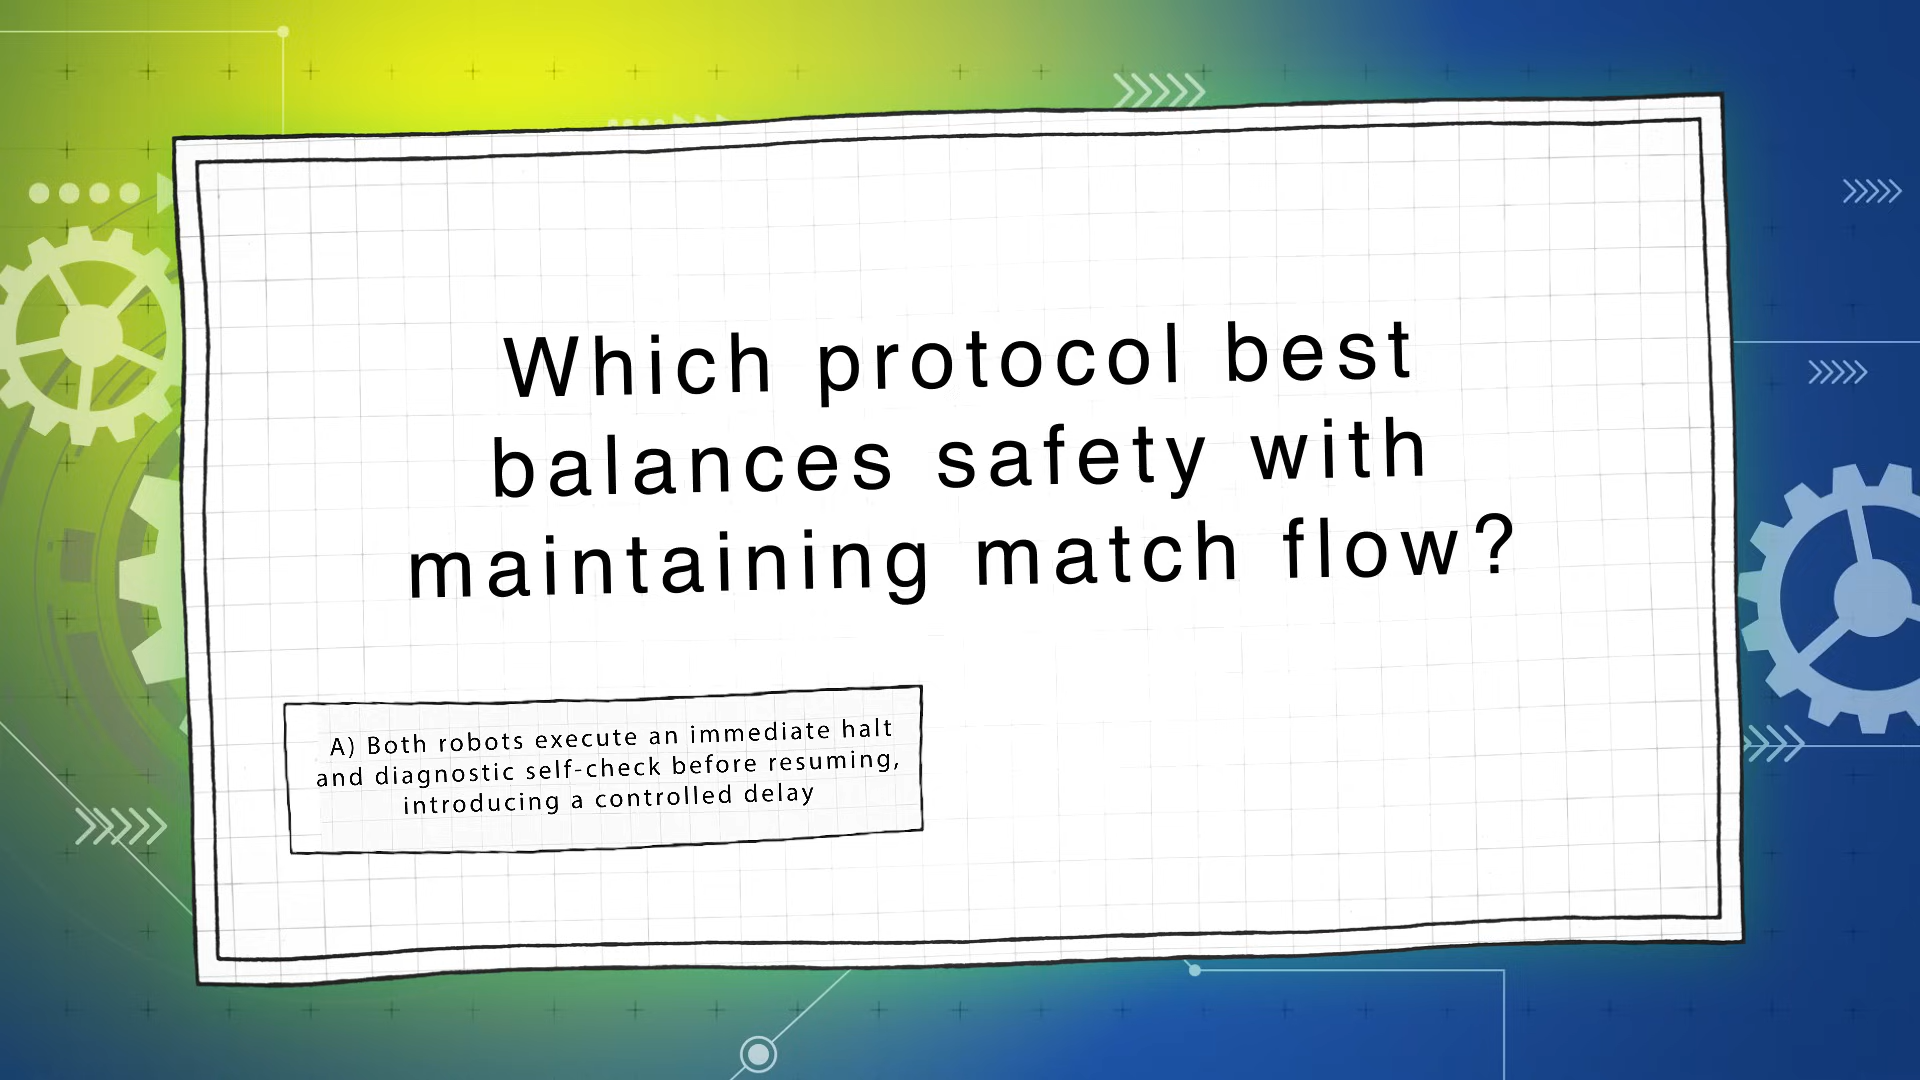 Which protocol best
balances safety with
maintaining match flow?
A) Both robots execute an immediate halt
and diagnostic self-check before resuming,
introducing a controlled delay